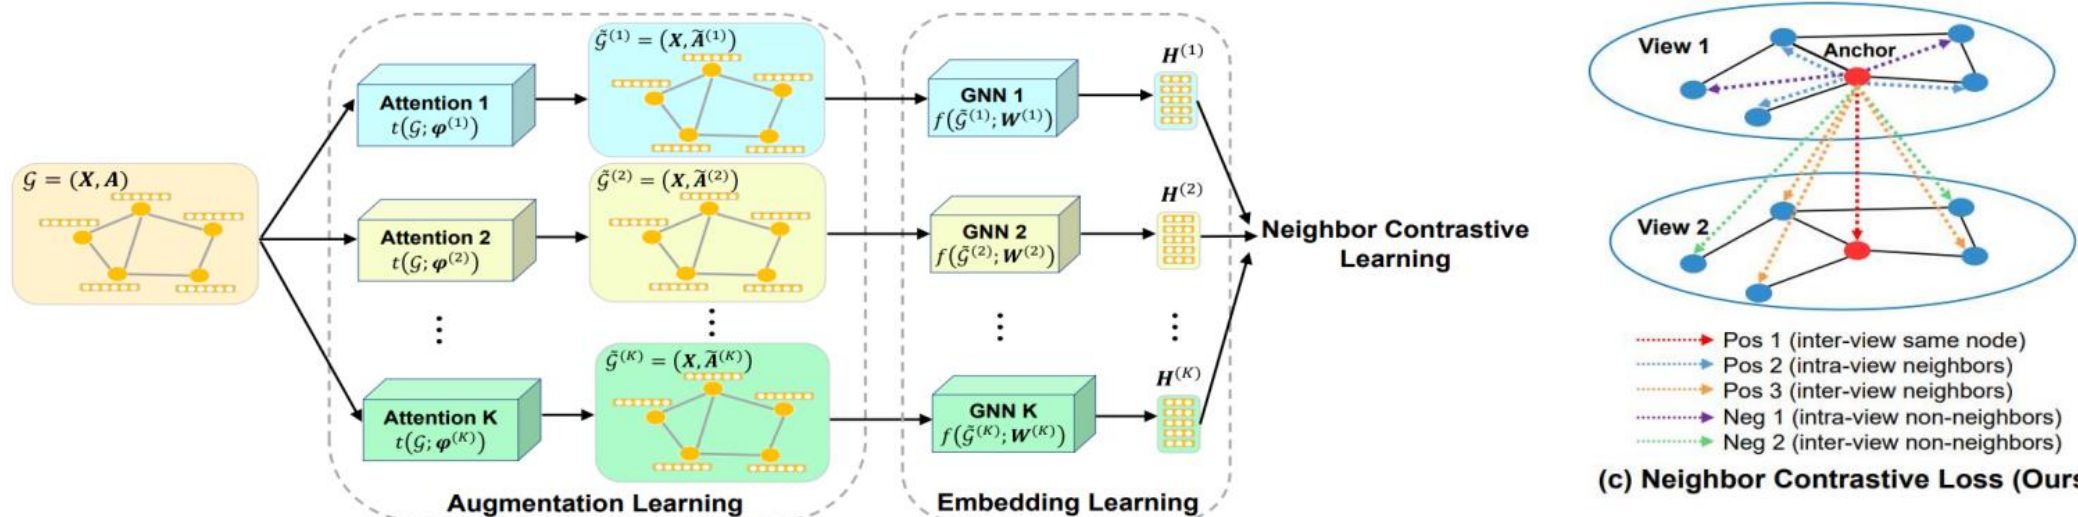 𝒢 = (X, A)
Attention 1
t(𝒢; φ⁽¹⁾)
𝒢̃⁽¹⁾ = (X, Ã⁽¹⁾)
GNN 1
f(𝒢̃⁽¹⁾; W⁽¹⁾)
H⁽¹⁾
Attention 2
t(𝒢; φ⁽²⁾)
𝒢̃⁽²⁾ = (X, Ã⁽²⁾)
GNN 2
f(𝒢̃⁽²⁾; W⁽²⁾)
H⁽²⁾
Attention K
t(𝒢; φ⁽ᴷ⁾)
𝒢̃⁽ᴷ⁾ = (X, Ã⁽ᴷ⁾)
GNN K
f(𝒢̃⁽ᴷ⁾; W⁽ᴷ⁾)
H⁽ᴷ⁾
Augmentation Learning
Embedding Learning
Neighbor Contrastive
Learning
View 1
Anchor
View 2
Pos 1 (inter-view same node)
Pos 2 (intra-view neighbors)
Pos 3 (inter-view neighbors)
Neg 1 (intra-view non-neighbors)
Neg 2 (inter-view non-neighbors)
(c) Neighbor Contrastive Loss (Ours